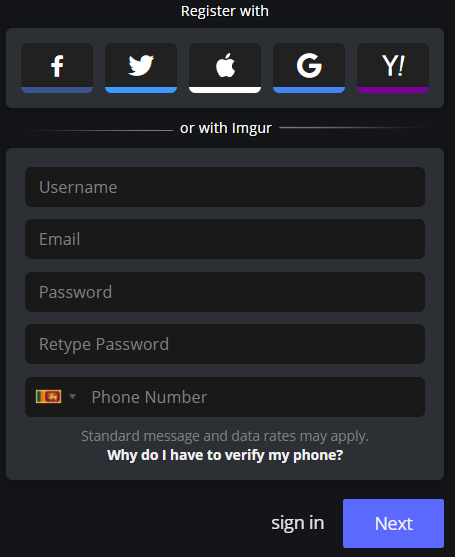 Register with
Y!
or with Imgur
Username
Email
Password
Retype Password
Phone Number
Standard message and data rates may apply.
Why do I have to verify my phone?
sign in
Next